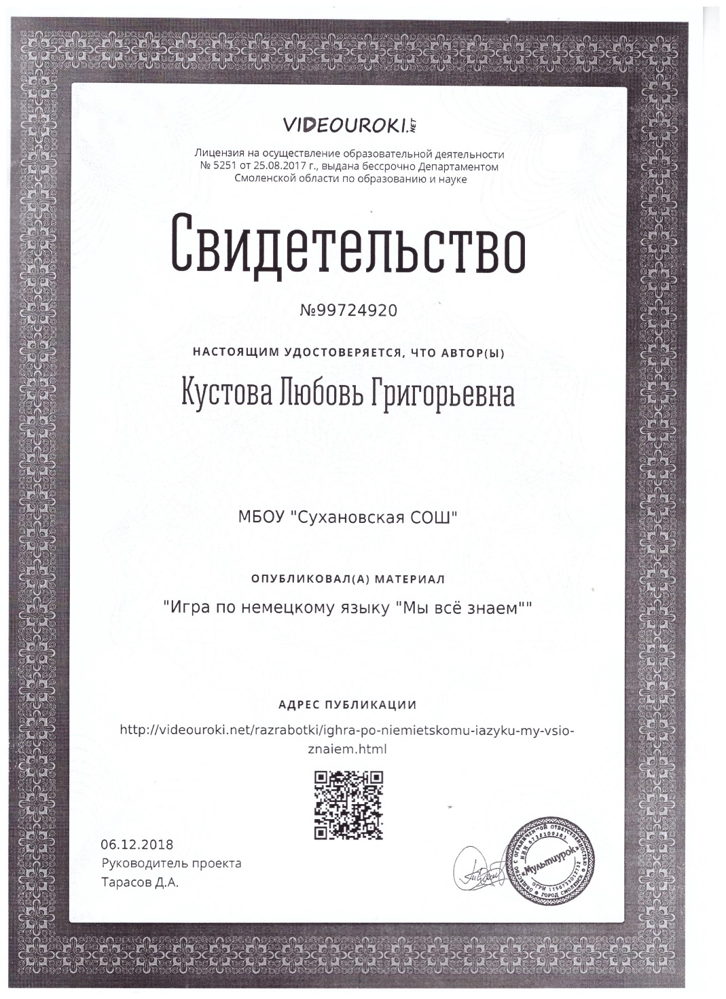 VIDEOUROKI.NET
Лицензия на осуществление образовательной деятельности
№ 5251 от 25.08.2017 г., выдана бессрочно Департаментом
Смоленской области по образованию и науке
Свидетельство
№99724920
НАСТОЯЩИМ УДОСТОВЕРЯЕТСЯ, ЧТО АВТОР(Ы)
Кустова Любовь Григорьевна
МБОУ "Сухановская СОШ"
ОПУБЛИКОВАЛ(А) МАТЕРИАЛ
"Игра по немецкому языку "Мы всё знаем""
АДРЕС ПУБЛИКАЦИИ
http://videouroki.net/razrabotki/ighra-po-niemietskomu-iazyku-my-vsio-
znaiem.html
06.12.2018
Руководитель проекта
Тарасов Д.А.
ОБЩЕСТВО С ОГРАНИЧЕННОЙ ОТВЕТСТВЕННОСТЬЮ
«Мультиурок»
ГОРОД СМОЛЕНСК